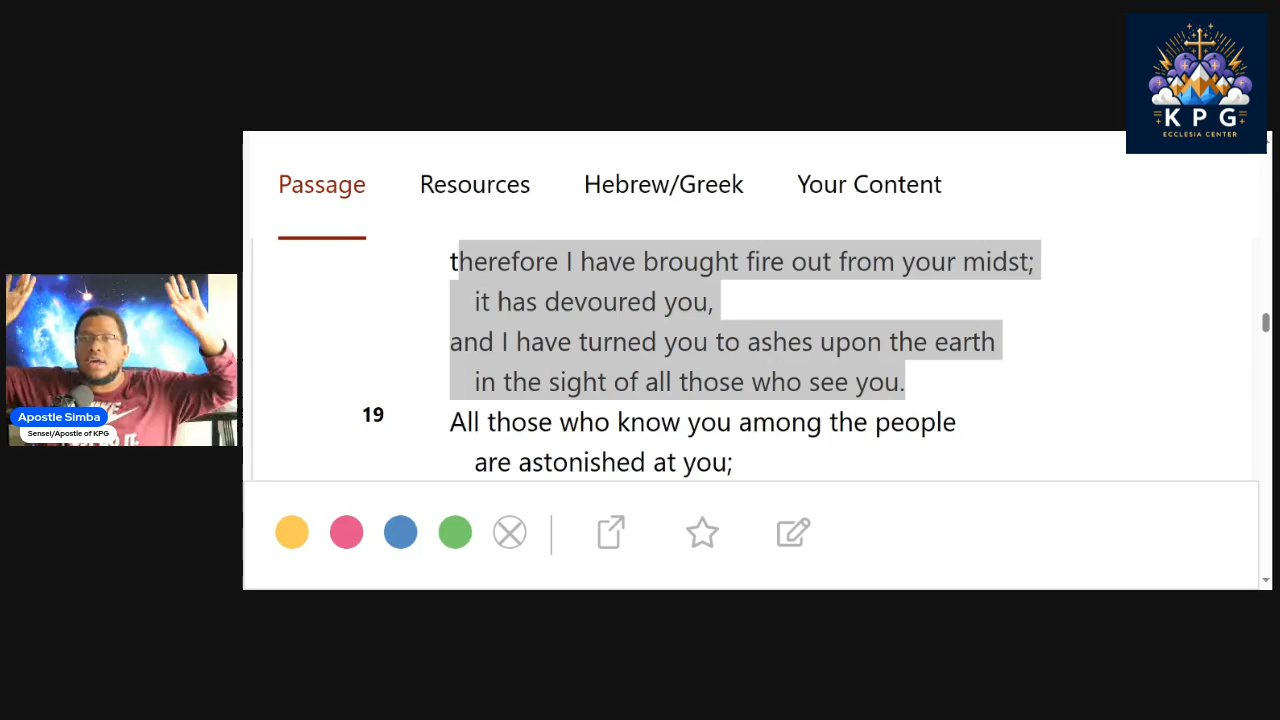 KPG
ECCLESIA CENTER
Passage
Resources
Hebrew/Greek
Your Content
therefore I have brought fire out from your midst;
it has devoured you,
and I have turned you to ashes upon the earth
in the sight of all those who see you.
19
All those who know you among the people
are astonished at you;
Apostle Simba
Sensei/Apostle of KPG